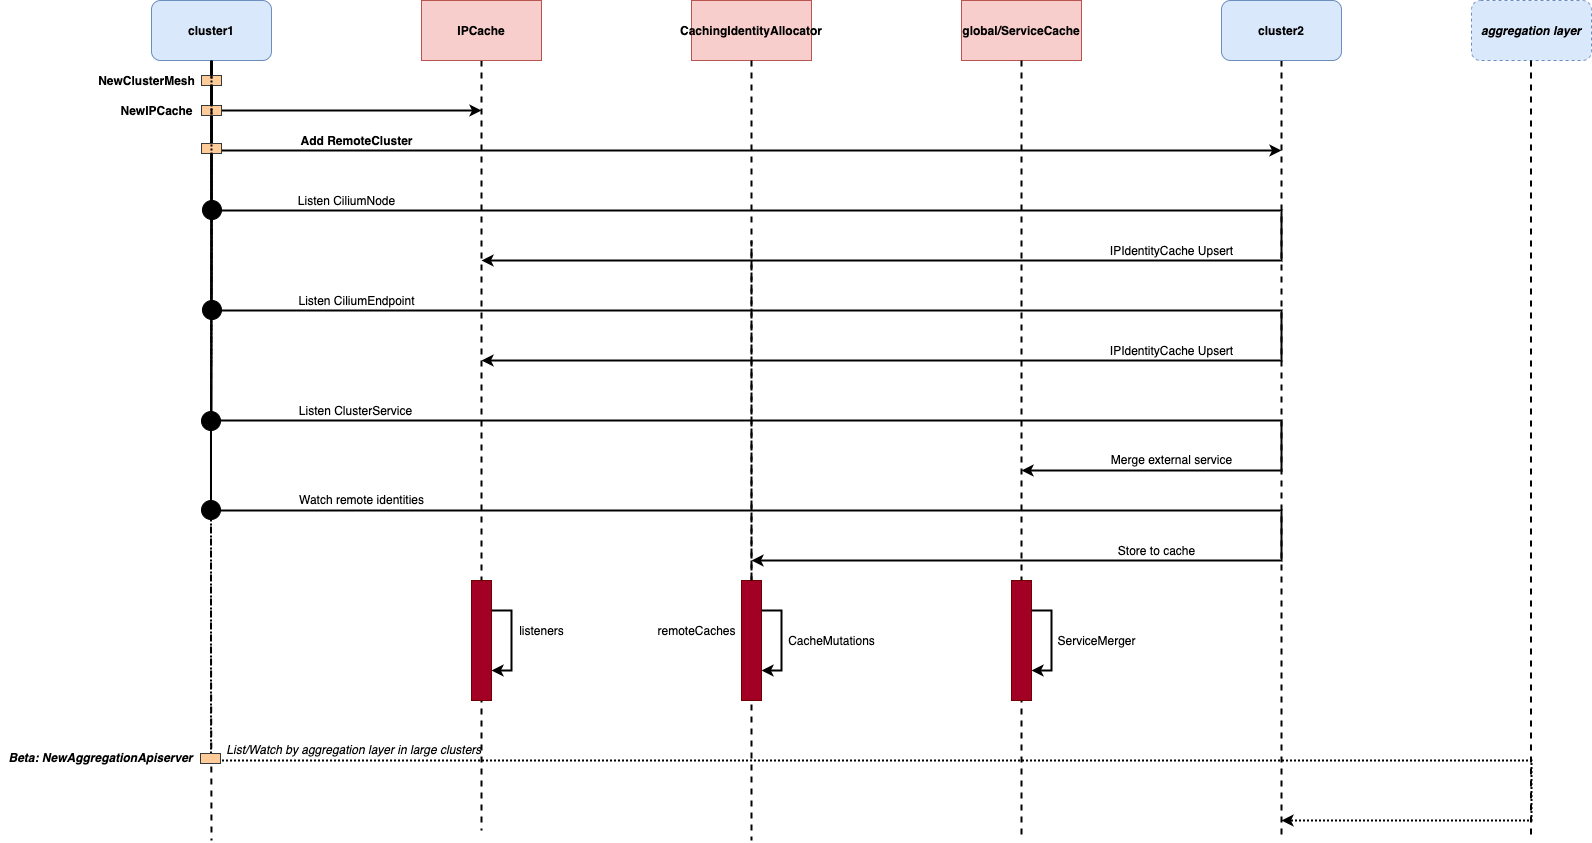 cluster1
IPCache
CachingIdentityAllocator
global/ServiceCache
cluster2
aggregation layer
NewClusterMesh
NewIPCache
Add RemoteCluster
Listen CiliumNode
IPIdentityCache Upsert
Listen CiliumEndpoint
IPIdentityCache Upsert
Listen ClusterService
Merge external service
Watch remote identities
Store to cache
listeners
remoteCaches
CacheMutations
ServiceMerger
List/Watch by aggregation layer in large clusters
Beta: NewAggregationApiserver